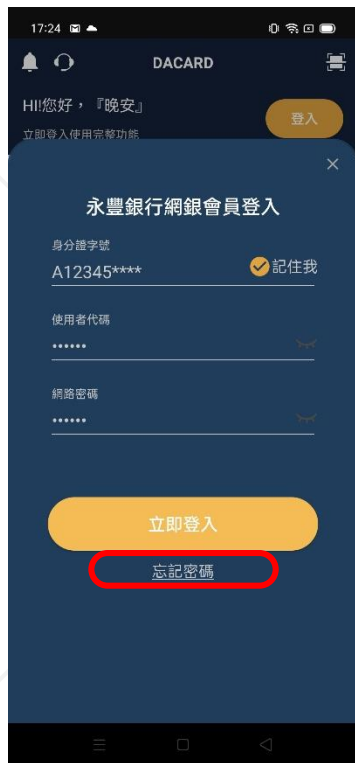 17:24
DACARD
HI!您好，『晚安』
登入
立即登入使用完整功能
永豐銀行網銀會員登入
身分證字號
A12345****
記住我
使用者代碼
••••••
網路密碼
••••••
立即登入
忘記密碼